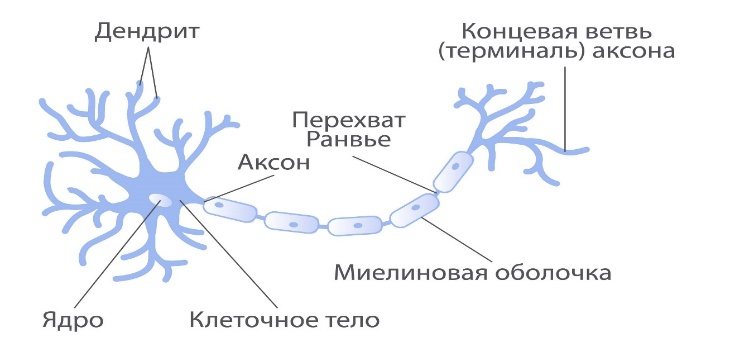 Дендрит
Концевая ветвь
(терминаль) аксона
Перехват
Ранвье
Аксон
Миелиновая оболочка
Ядро
Клеточное тело